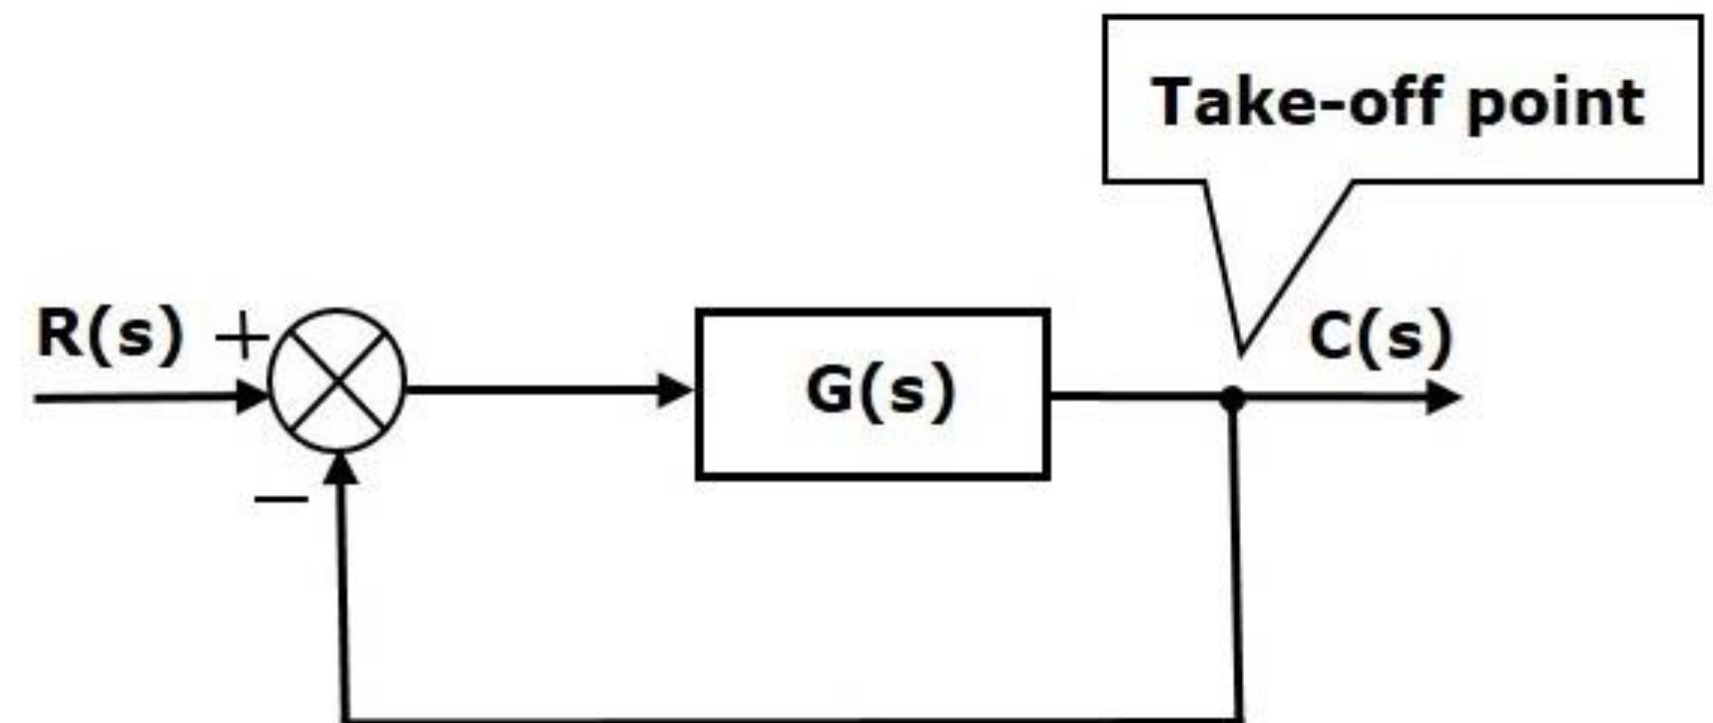 Take-off point
R(s) +
C(s)
G(s)
−